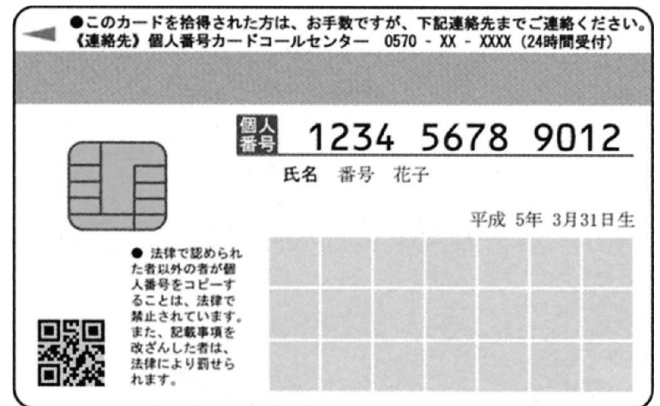 ●このカードを拾得された方は、お手数ですが、下記連絡先までご連絡ください。
《連絡先》個人番号カードコールセンター 0570 - XX - XXXX (24時間受付)
個人番号 1234 5678 9012
氏名 番号 花子
平成 5年 3月31日生
● 法律で認められ
た者以外の者が個
人番号をコピーす
ることは、法律で
禁止されています。
また、記載事項を
改ざんした者は、
法律により罰せら
れます。